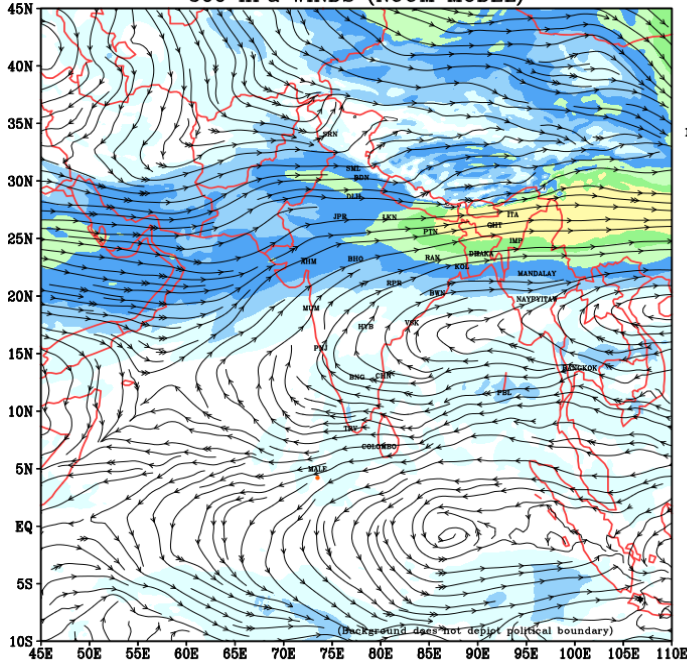 45N
40N
35N
30N
25N
20N
15N
10N
5N
EQ
5S
10S
SRN
SML
DDN
DLH
JPR
LKN
PTN
GHT
ITA
IMP
AHM
BHO
RAN
DHAKA
KOL
RPR
BWN
MANDALAY
NAYPYITAW
MUM
HYB
VSK
PNJ
BNG
CHN
BANGKOK
PBL
TRV
COLOMBO
MALE
(Background does not depict political boundary)
45E 50E 55E 60E 65E 70E 75E 80E 85E 90E 95E 100E 105E 110E